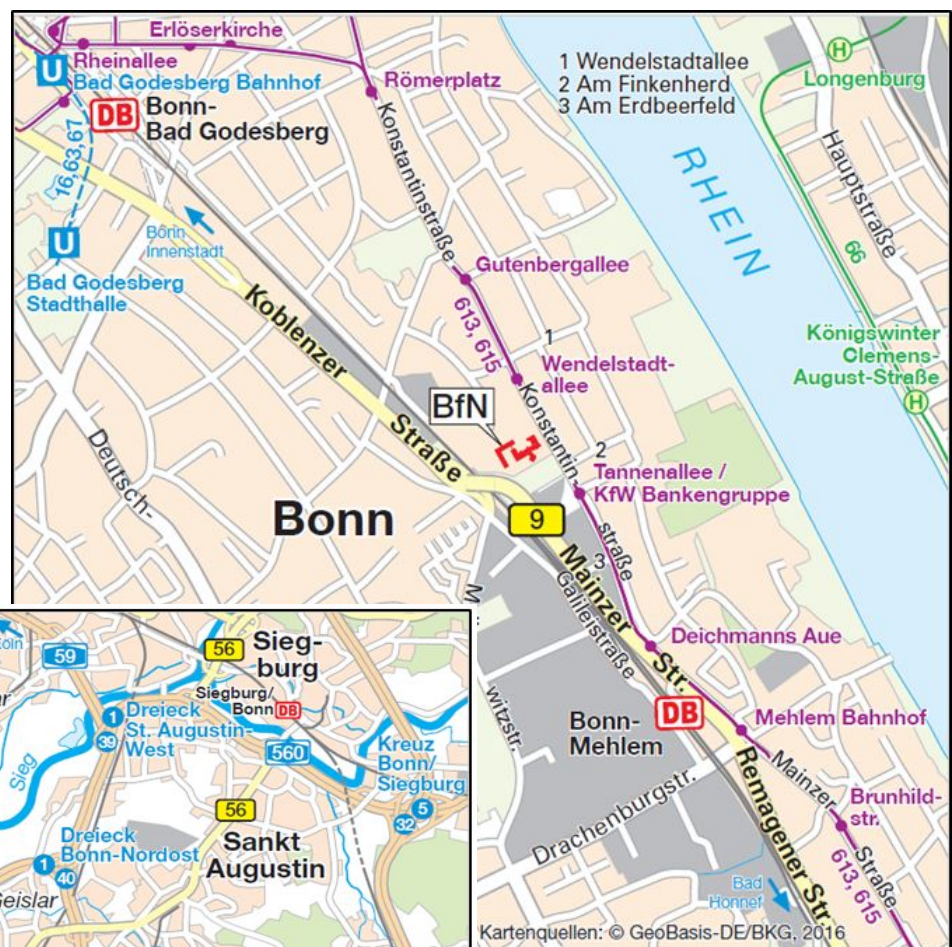 Erlöserkirche
Rheinallee
U
Bad Godesberg Bahnhof
DB
Bonn-
Bad Godesberg
Römerplatz
1 Wendelstadtallee
2 Am Finkenherd
3 Am Erdbeerfeld
H
Longenburg
Hauptstraße
66
RHEIN
16, 63, 67
U
Bad Godesberg
Stadthalle
Bonn
Innenstadt
Konstantinstraße
Gutenbergallee
613, 615
1
Wendelstadt-
allee
Königswinter
Clemens-
August-Straße
H
Koblenzer
Straße
BfN
Konstantin-
straße
2
Tannenallee /
KfW Bankengruppe
Deutsch-
Bonn
9
3
Mainzer
Str.
Galileistraße
Deichmanns Aue
DB
Bonn-
Mehlem
Mehlem Bahnhof
witzstr.
Mainzer
Straße
Brunhild-
str.
613, 615
Drachenburgstr.
Remagener Str.
Bad
Honnef
Kartenquellen: © GeoBasis-DE/BKG, 2016
59
56
Sieg-
burg
Siegburg/
Bonn
DB
1
39
Dreieck
St. Augustin-
West
560
Kreuz
Bonn/
Siegburg
5
32
Sieg
56
Sankt
Augustin
Dreieck
Bonn-Nordost
1
40
Geislar